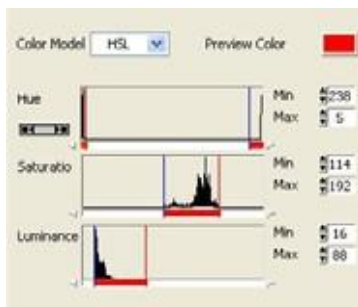 Color Model HSL Preview Color
Hue Min 238
Max 5
Saturatio Min 114
Max 192
Luminance Min 16
Max 88